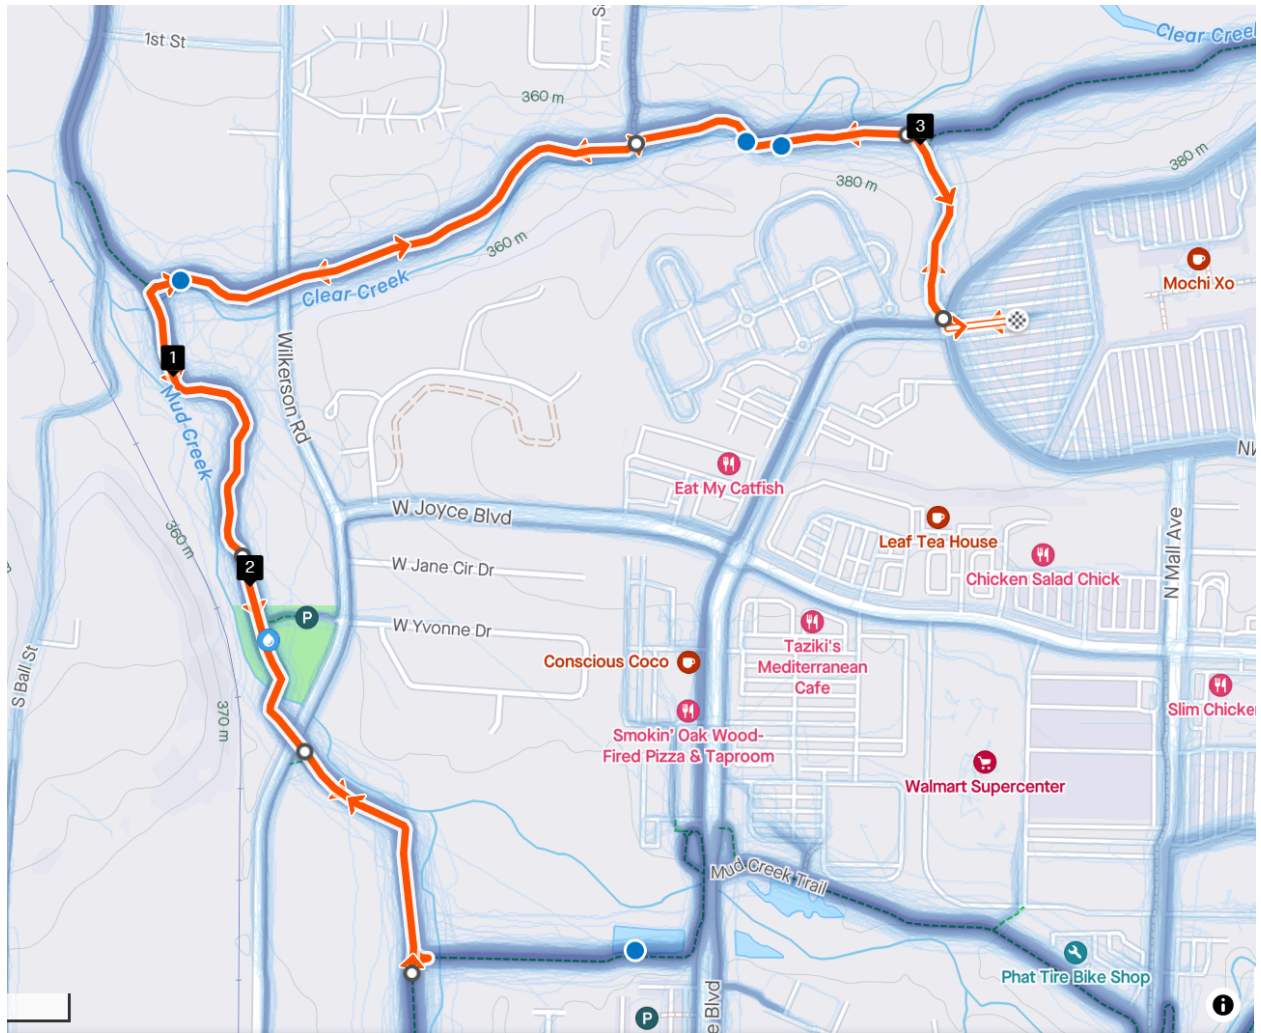 1st St
360 m
S
Clear Creek
3
380 m
380 m
Mochi Xo
360 m
Clear Creek
Wilkerson Rd
1
Mud Creek
Eat My Catfish
W Joyce Blvd
Leaf Tea House
Chicken Salad Chick
N Mall Ave
NW
360 m
2
W Jane Cir Dr
P
W Yvonne Dr
Taziki's
Mediterranean
Cafe
Conscious Coco
S Ball St
370 m
Slim Chicke
Smokin' Oak Wood-
Fired Pizza & Taproom
Walmart Supercenter
Mud Creek Trail
Phat Tire Bike Shop
e Blvd
P
i